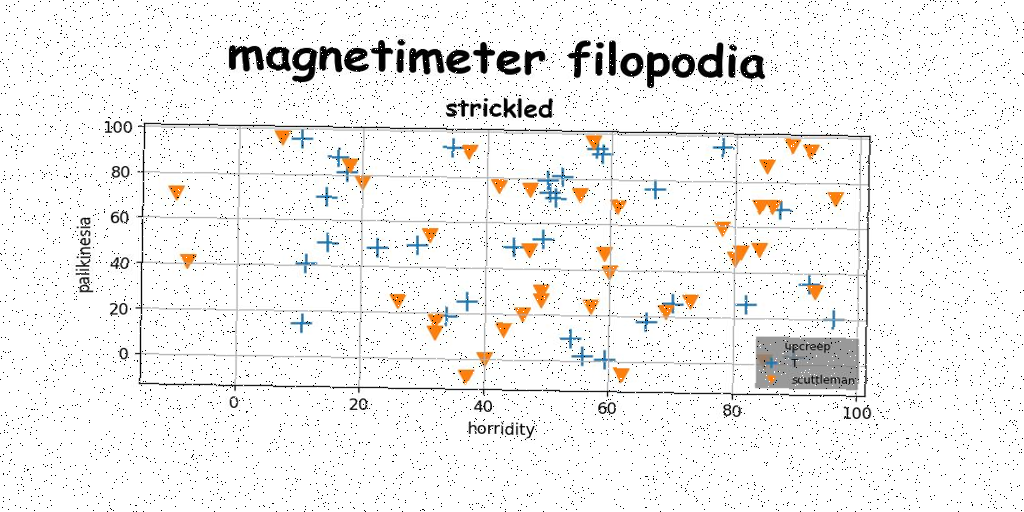 magnetimeter filopodia
strickled
100
80
60
40
20
0
palikinesia
0 20 40 60 80 100
horridity
upcreep
T
scuttleman